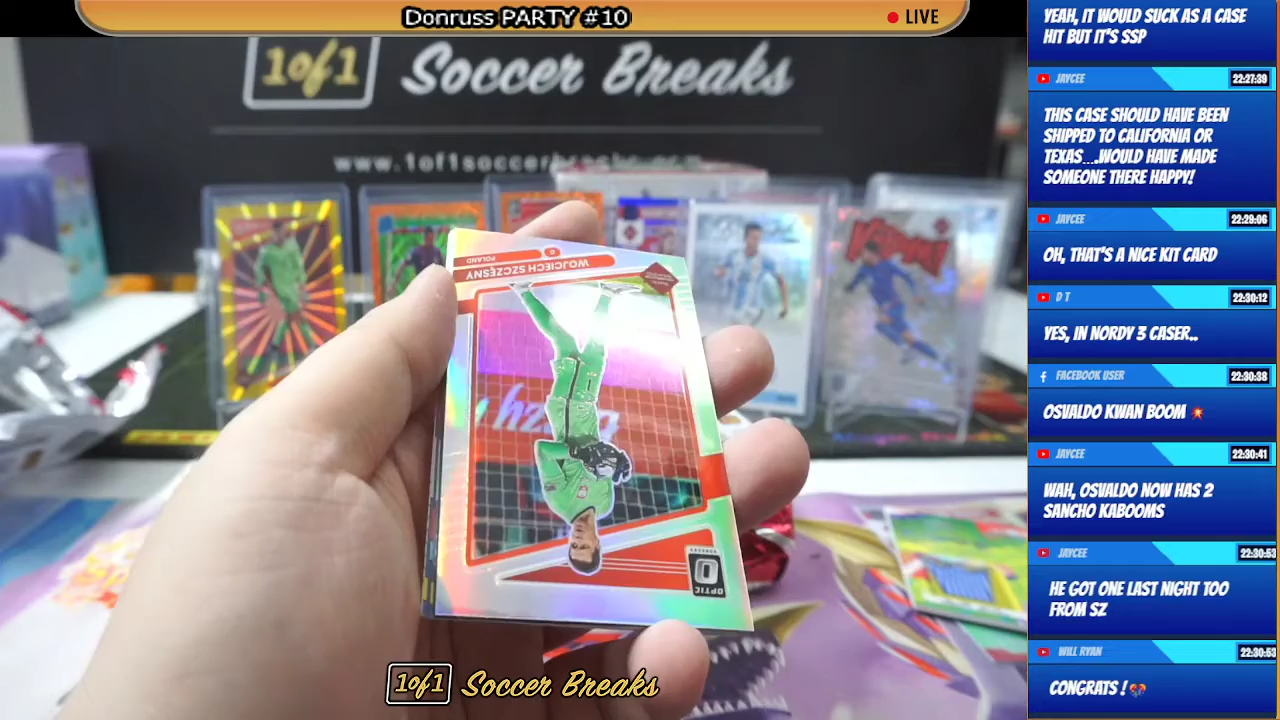 Donruss PARTY #10
LIVE
1of1 Soccer Breaks
www.1of1soccerbreaks.com
POLAND
WOJCIECH SZCZĘSNY
OPTIC
DONRUSS
KABOOM!
1of1 Soccer Breaks
YEAH, IT WOULD SUCK AS A CASE
HIT BUT IT'S SSP
JAYCEE 22:27:39
THIS CASE SHOULD HAVE BEEN
SHIPPED TO CALIFORNIA OR
TEXAS....WOULD HAVE MADE
SOMEONE THERE HAPPY!
JAYCEE 22:29:06
OH, THAT'S A NICE KIT CARD
D T 22:30:12
YES, IN NORDY 3 CASER..
FACEBOOK USER 22:30:38
OSVALDO KWAN BOOM 💥
JAYCEE 22:30:41
WAH, OSVALDO NOW HAS 2
SANCHO KABOOMS
JAYCEE 22:30:53
HE GOT ONE LAST NIGHT TOO
FROM SZ
WILL RYAN 22:30:53
CONGRATS ! 🎊